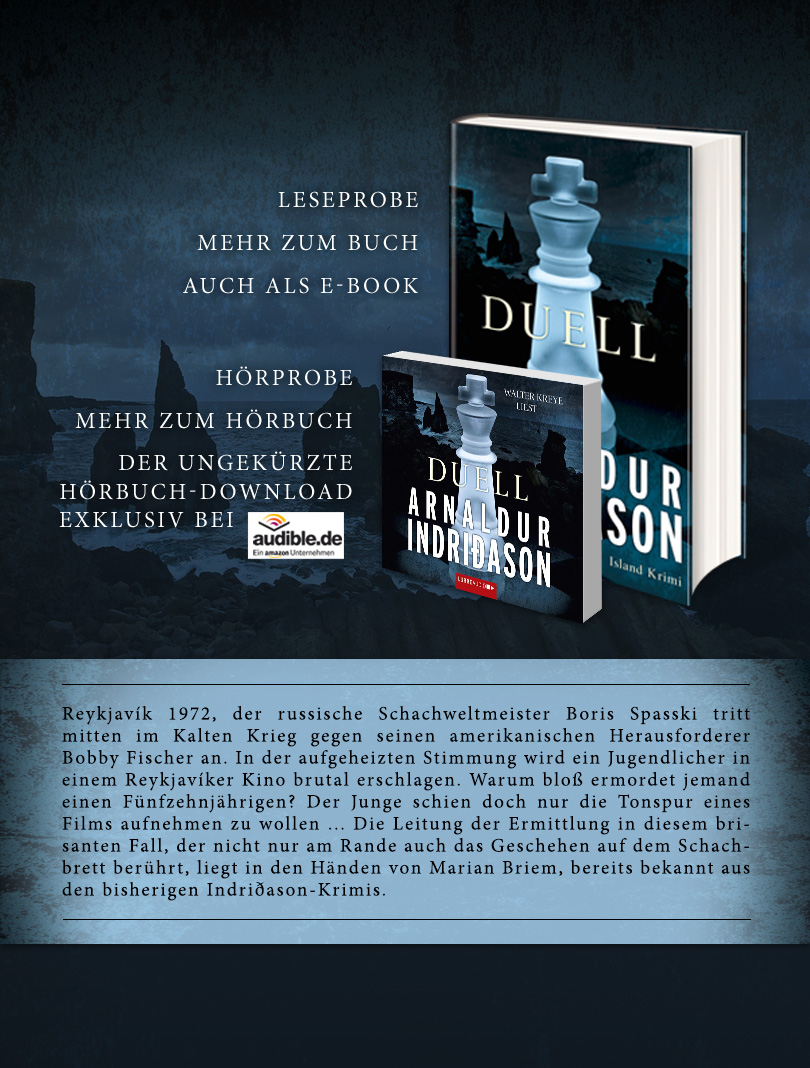 LESEPROBE
MEHR ZUM BUCH
AUCH ALS E-BOOK
DUELL
DUR
ASON
Island Krimi
HÖRPROBE
MEHR ZUM HÖRBUCH
DER UNGEKÜRZTE
HÖRBUCH-DOWNLOAD
EXKLUSIV BEI
audible.de
Ein amazon Unternehmen
WALTER KREYE
LIEST
DUELL
ARNALDUR
INDRIÐASON
Reykjavík 1972, der russische Schachweltmeister Boris Spasski tritt
mitten im Kalten Krieg gegen seinen amerikanischen Herausforderer
Bobby Fischer an. In der aufgeheizten Stimmung wird ein Jugendlicher in
einem Reykjavíker Kino brutal erschlagen. Warum bloß ermordet jemand
einen Fünfzehnjährigen? Der Junge schien doch nur die Tonspur eines
Films aufnehmen zu wollen ... Die Leitung der Ermittlung in diesem bri-
santen Fall, der nicht nur am Rande auch das Geschehen auf dem Schach-
brett berührt, liegt in den Händen von Marian Briem, bereits bekannt aus
den bisherigen Indriðason-Krimis.